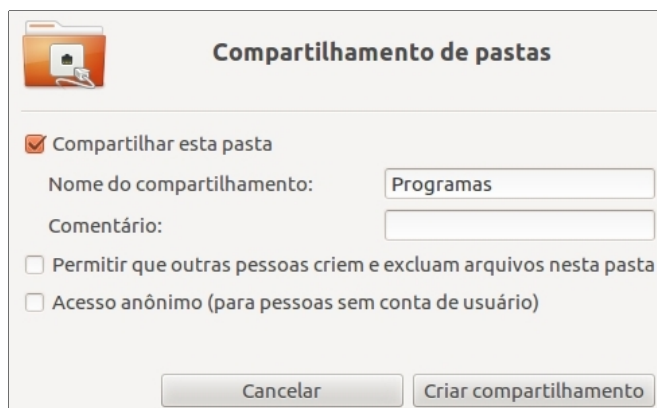 Compartilhamento de pastas
Compartilhar esta pasta
Nome do compartilhamento: Programas
Comentário:
Permitir que outras pessoas criem e excluam arquivos nesta pasta
Acesso anônimo (para pessoas sem conta de usuário)
Cancelar Criar compartilhamento